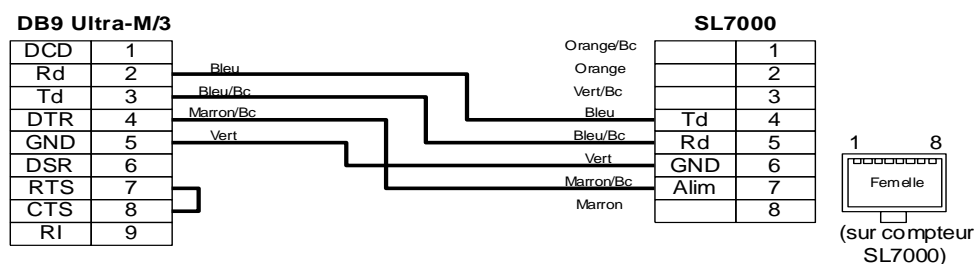 DB9 Ultra-M/3 SL7000
DCD 1 Orange/Bc 1
Rd 2 Bleu Orange 2
Td 3 Bleu/Bc Vert/Bc 3
DTR 4 Marron/Bc Bleu Td 4
GND 5 Vert Bleu/Bc Rd 5
DSR 6 Vert GND 6
RTS 7 Marron/Bc Alim 7
CTS 8 Marron 8
RI 9
1 8
Femelle
(sur compteur
SL7000)